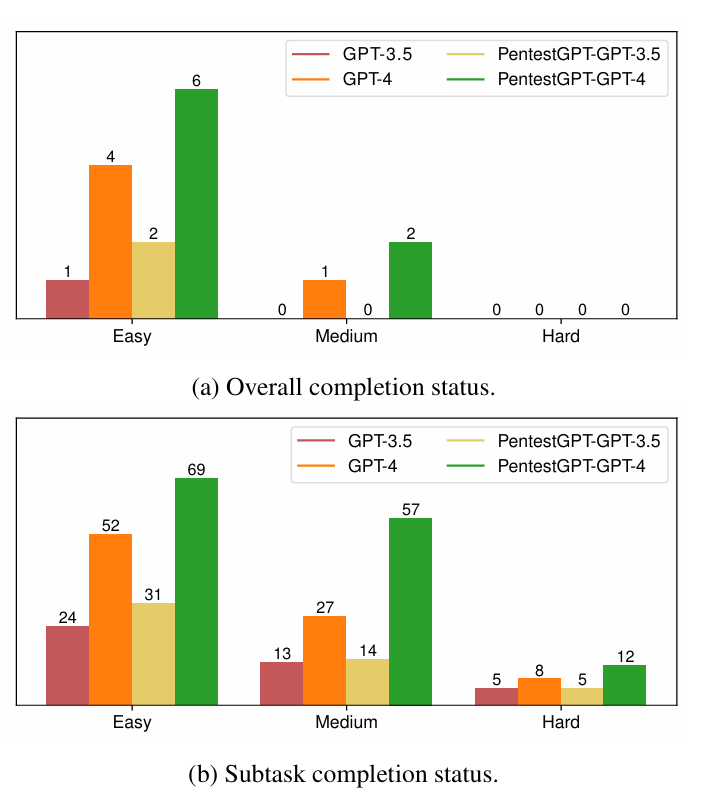 GPT-3.5 PentestGPT-GPT-3.5
GPT-4 PentestGPT-GPT-4
1 4 2 6
0 1 0 2
0 0 0 0
Easy Medium Hard
(a) Overall completion status.
GPT-3.5 PentestGPT-GPT-3.5
GPT-4 PentestGPT-GPT-4
24 52 31 69
13 27 14 57
5 8 5 12
Easy Medium Hard
(b) Subtask completion status.